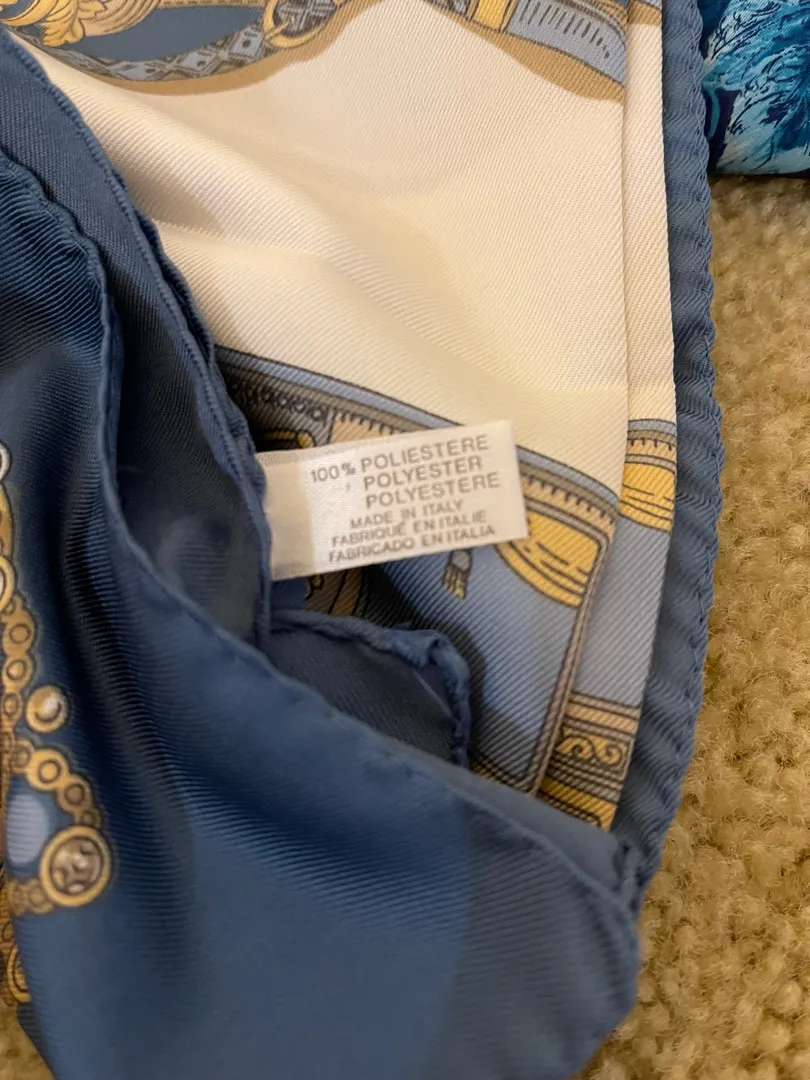 100% POLIESTERE
POLYESTER
POLYESTERE
MADE IN ITALY
FABRIQUÉ EN ITALIE
FABRICADO EN ITALIA